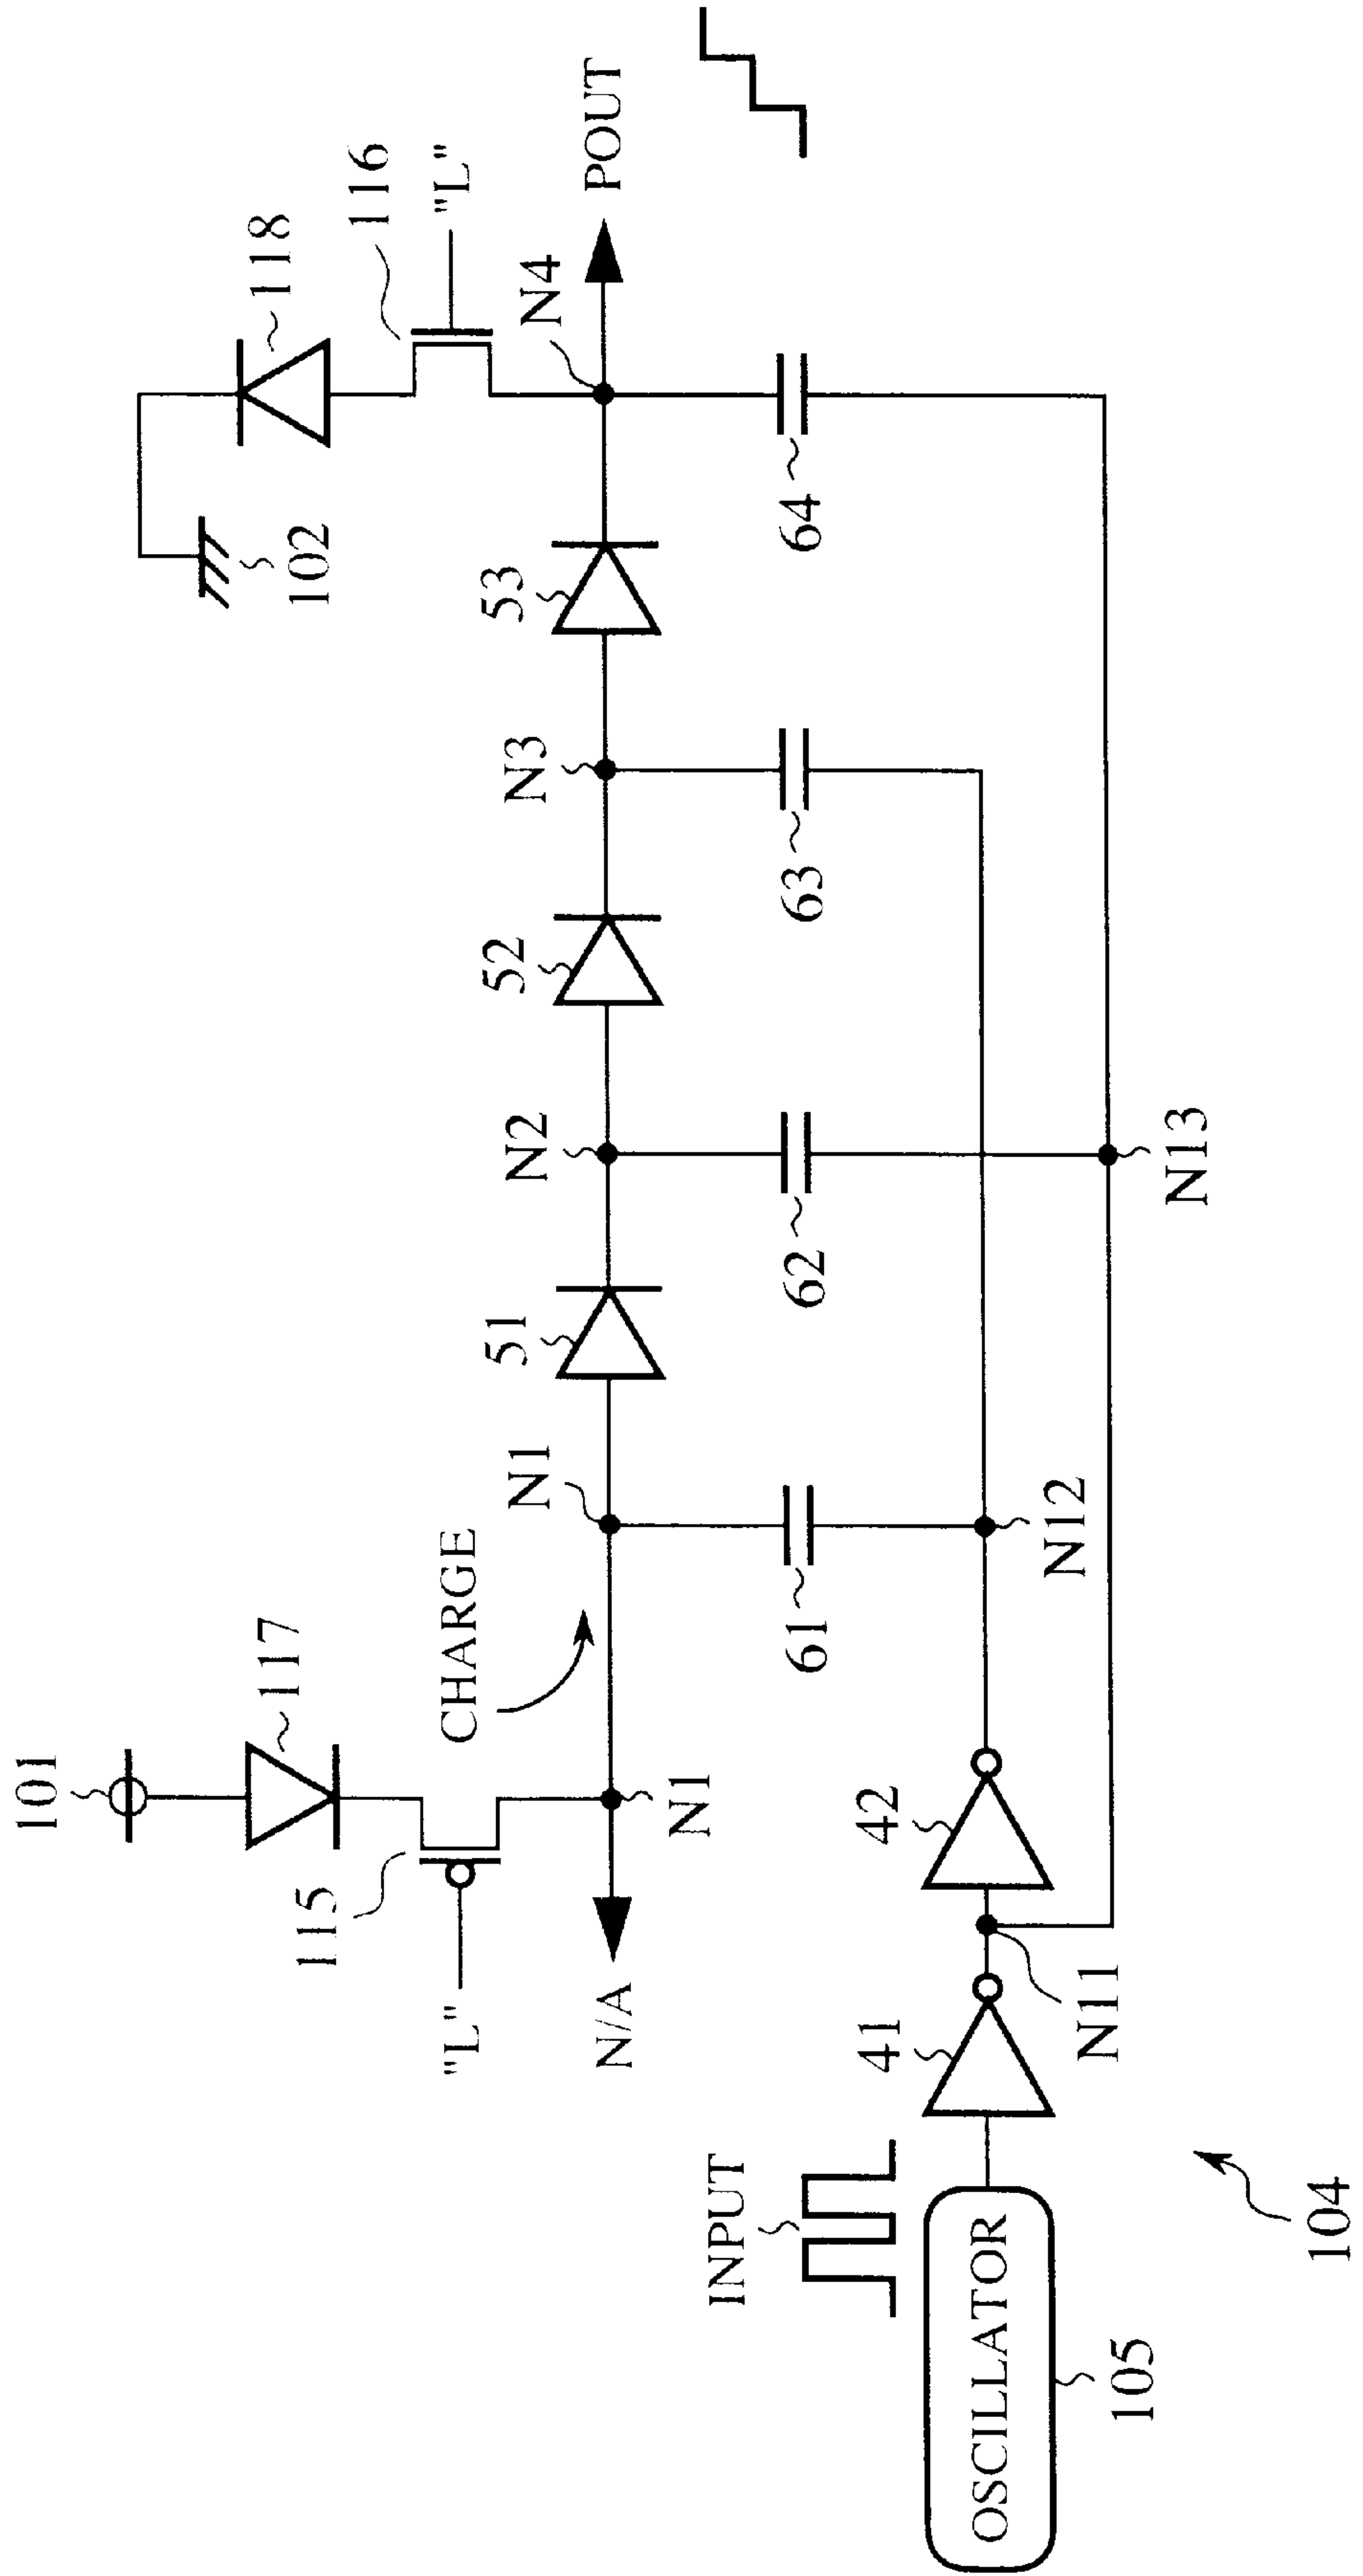 101
117
115
"L"
CHARGE
N/A
N1
N1
51
N2
52
N3
53
N4
118
102
116
"L"
POUT
61
62
63
64
INPUT
OSCILLATOR
105
41
N11
42
N12
N13
104